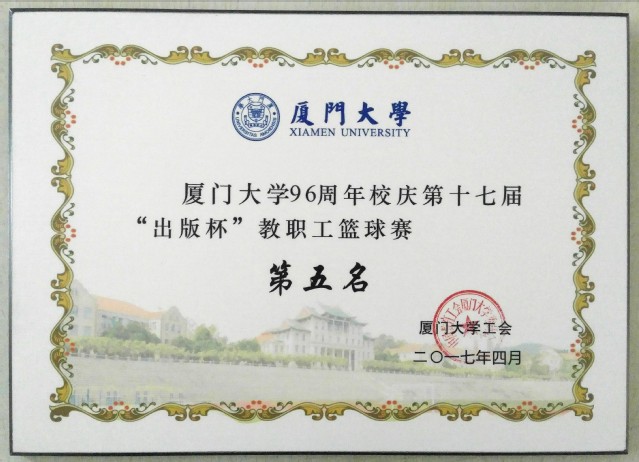 厦門大學
XIAMEN UNIVERSITY
厦门大学96周年校庆第十七届
“出版杯”教职工篮球赛
第五名
厦门大学工会
二〇一七年四月